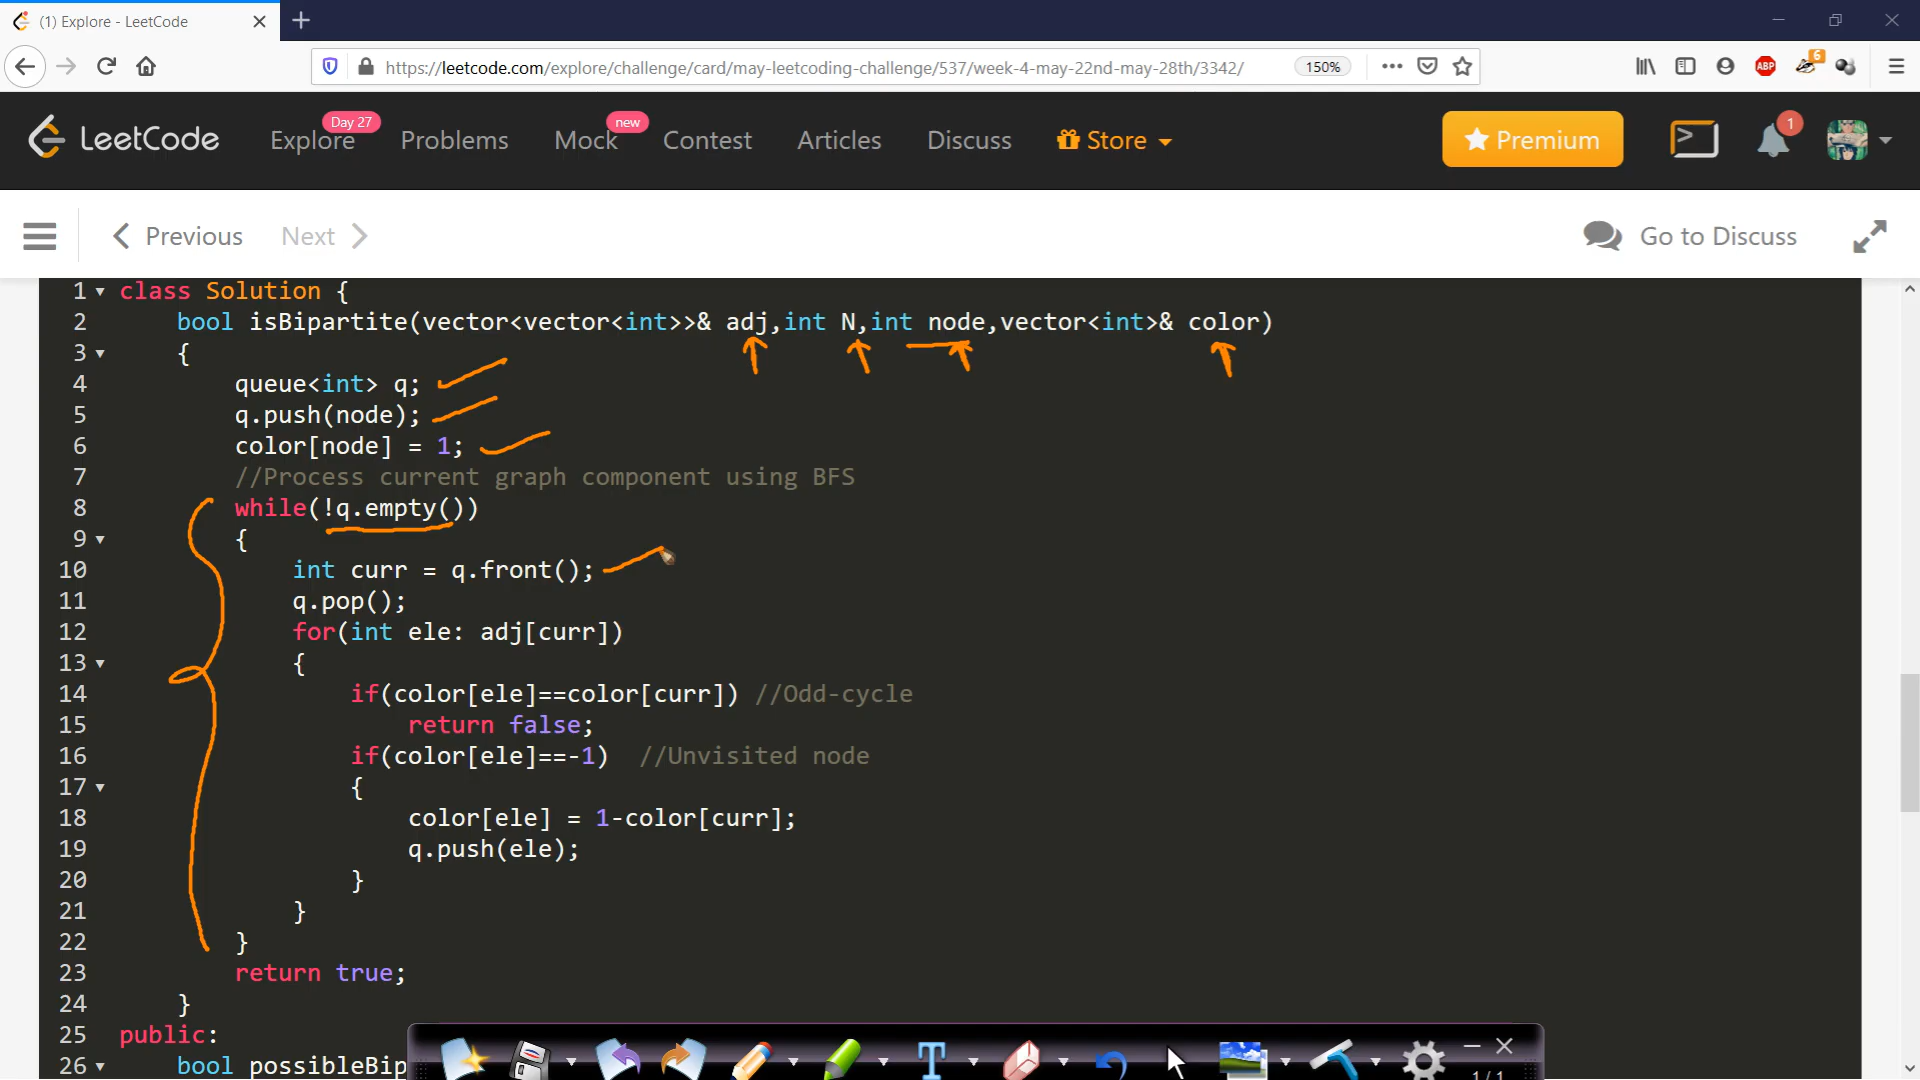 (1) Explore - LeetCode
https://leetcode.com/explore/challenge/card/may-leetcoding-challenge/537/week-4-may-22nd-may-28th/3342/
150%
ABP
6
LeetCode
Explore
Day 27
Problems
Mock
new
Contest
Articles
Discuss
Store
Premium
1
Previous
Next
Go to Discuss
1 class Solution {
2 bool isBipartite(vector<vector<int>>& adj,int N,int node,vector<int>& color)
3 {
4 queue<int> q;
5 q.push(node);
6 color[node] = 1;
7 //Process current graph component using BFS
8 while(!q.empty())
9 {
10 int curr = q.front();
11 q.pop();
12 for(int ele: adj[curr])
13 {
14 if(color[ele]==color[curr]) //Odd-cycle
15 return false;
16 if(color[ele]==-1) //Unvisited node
17 {
18 color[ele] = 1-color[curr];
19 q.push(ele);
20 }
21 }
22 }
23 return true;
24 }
25 public:
26 bool possibleBip
T
1/1